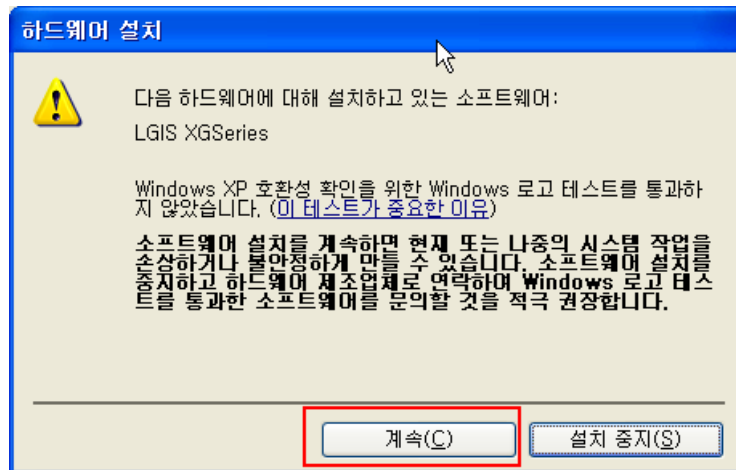 하드웨어 설치
다음 하드웨어에 대해 설치하고 있는 소프트웨어:
LGIS XGSeries
Windows XP 호환성 확인을 위한 Windows 로고 테스트를 통과하
지 않았습니다. (이 테스트가 중요한 이유)
소프트웨어 설치를 계속하면 현재 또는 나중의 시스템 작업을
손상하거나 불안정하게 만들 수 있습니다. 소프트웨어 설치를
중지하고 하드웨어 제조업체로 연락하여 Windows 로고 테스
트를 통과한 소프트웨어를 문의할 것을 적극 권장합니다.
계속(C) 설치 중지(S)